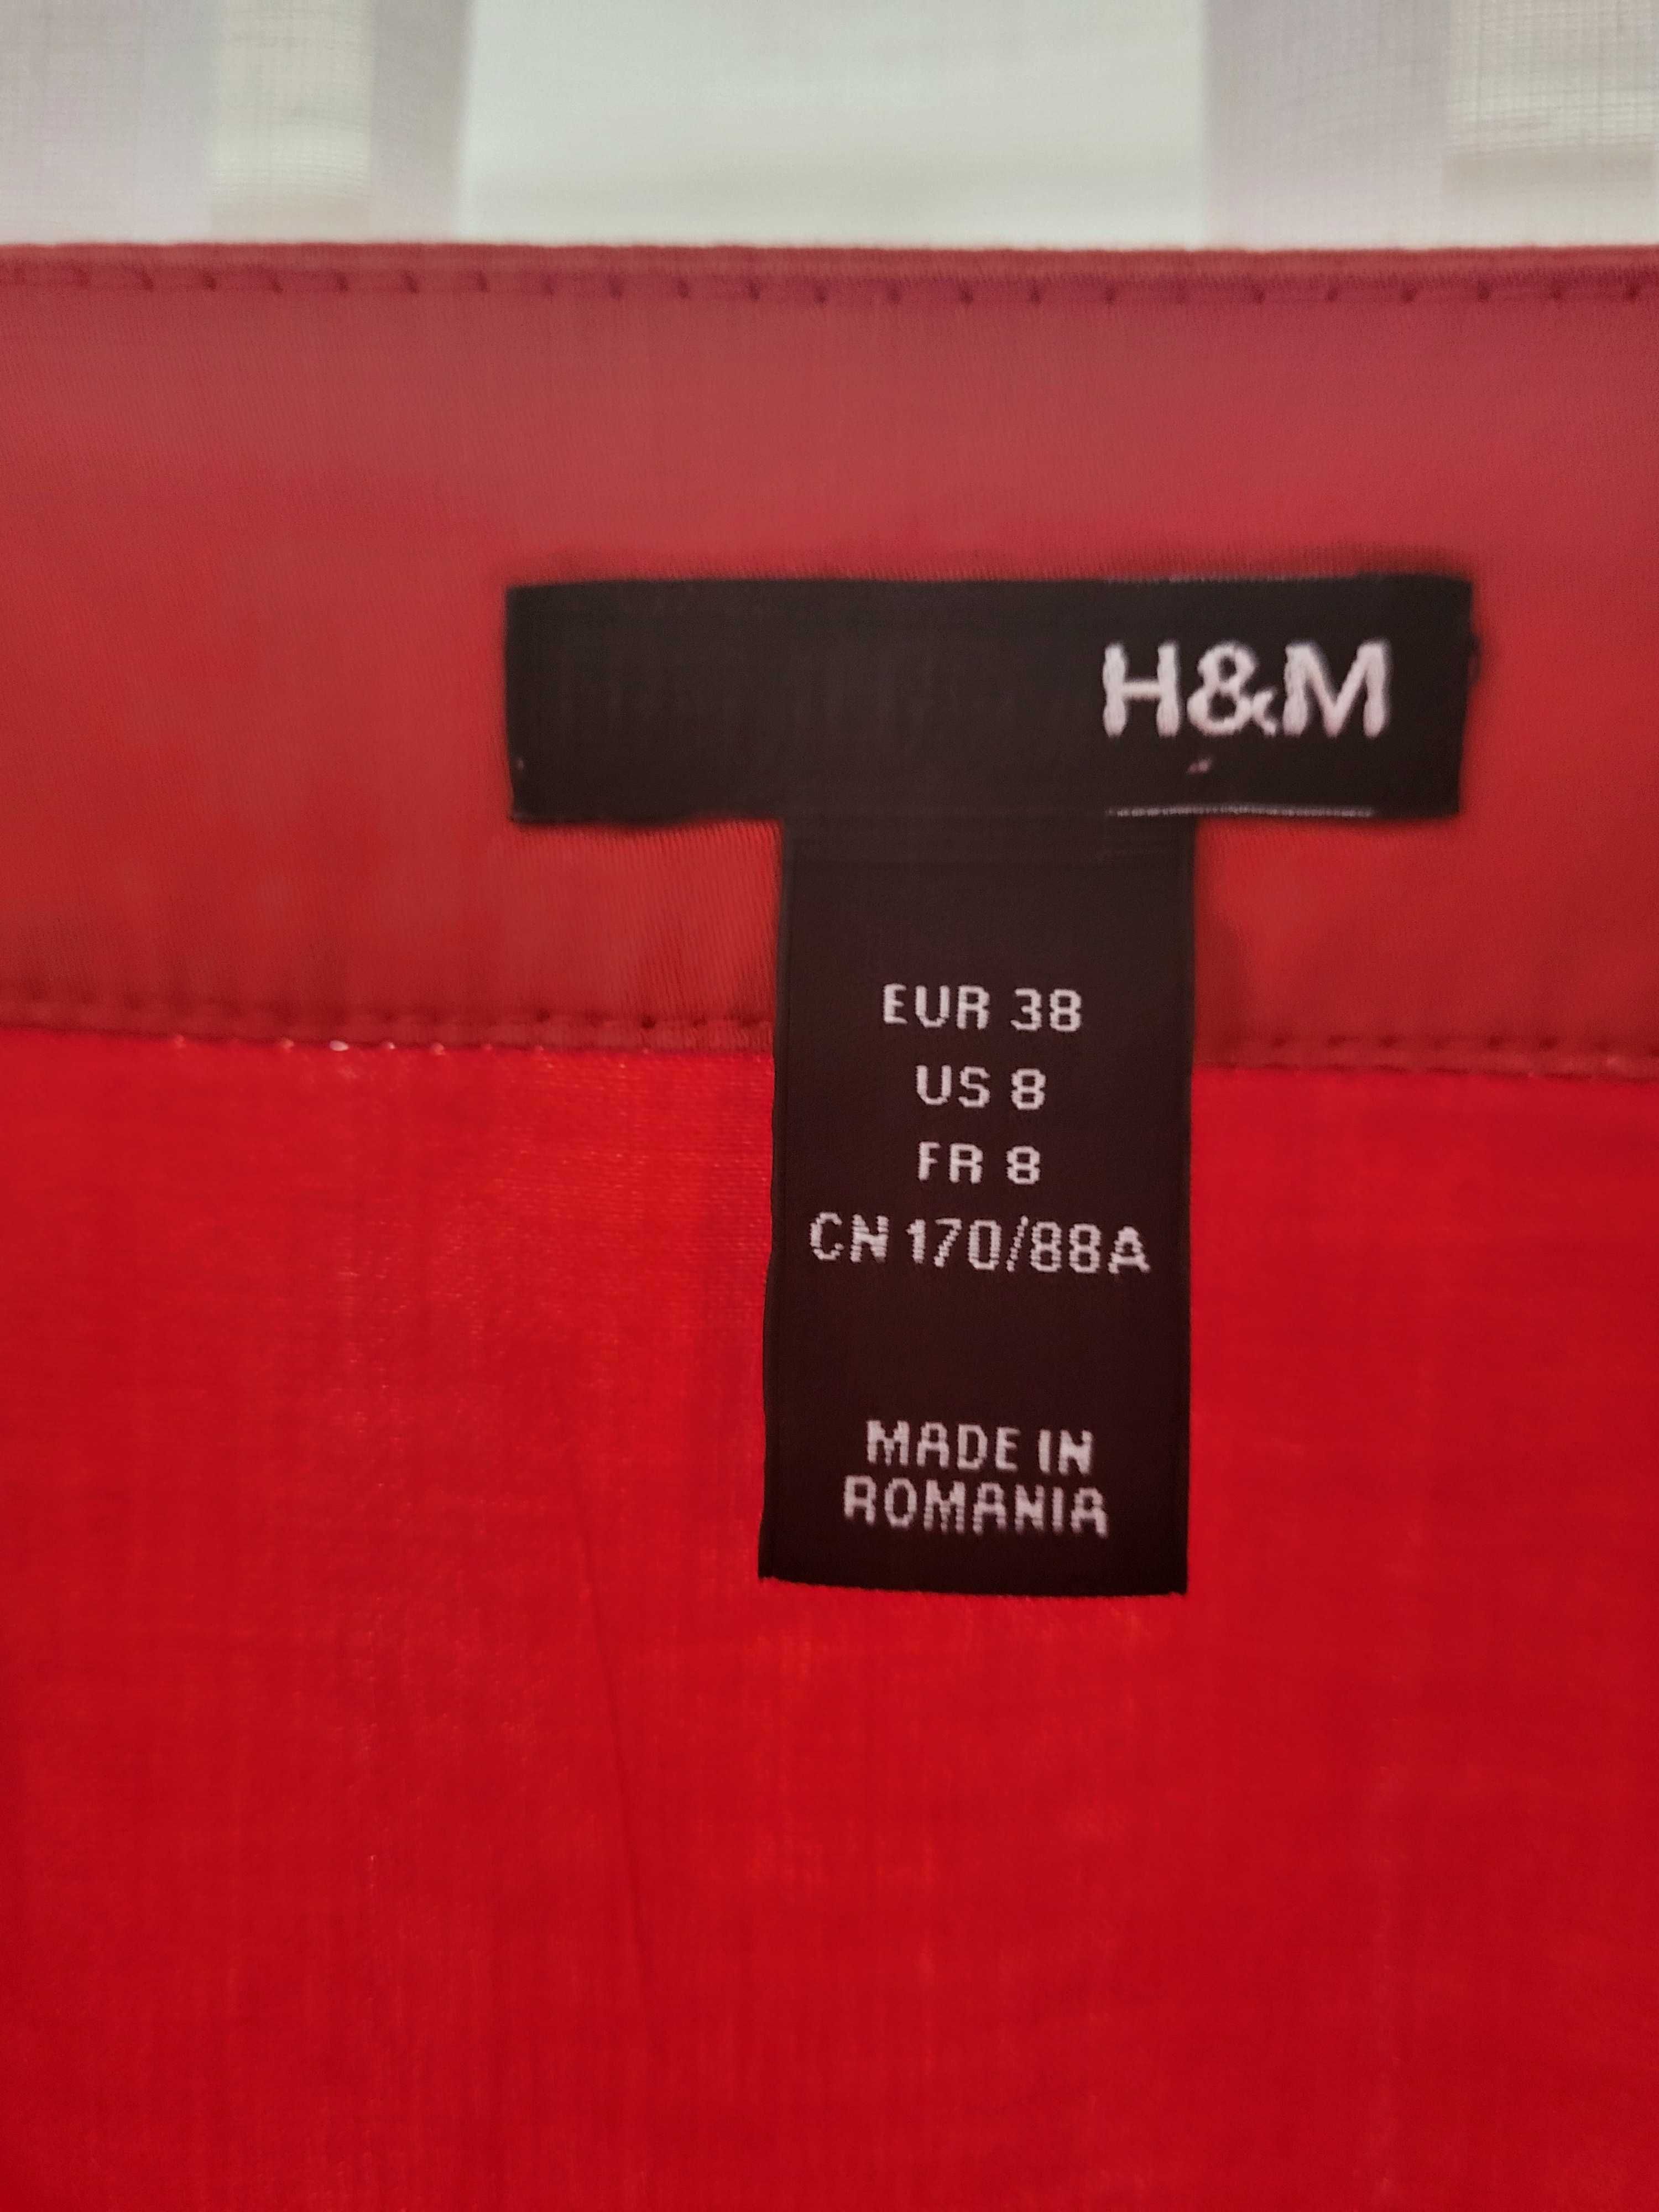 H&M
EUR 38
US 8
FR 8
CN 170/88A
MADE IN
ROMANIA